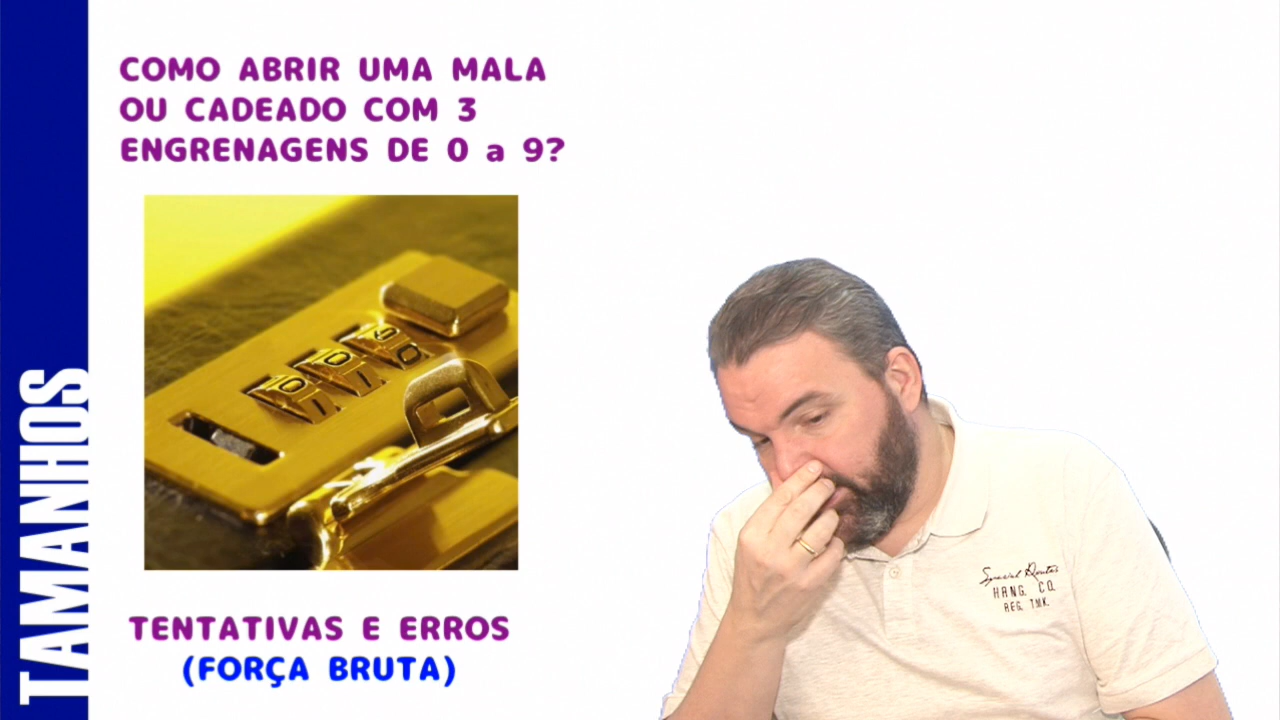 TAMANHOS
COMO ABRIR UMA MALA
OU CADEADO COM 3
ENGRENAGENS DE 0 a 9?
TENTATIVAS E ERROS
(FORÇA BRUTA)
HANG. CO.
REG. TMK.